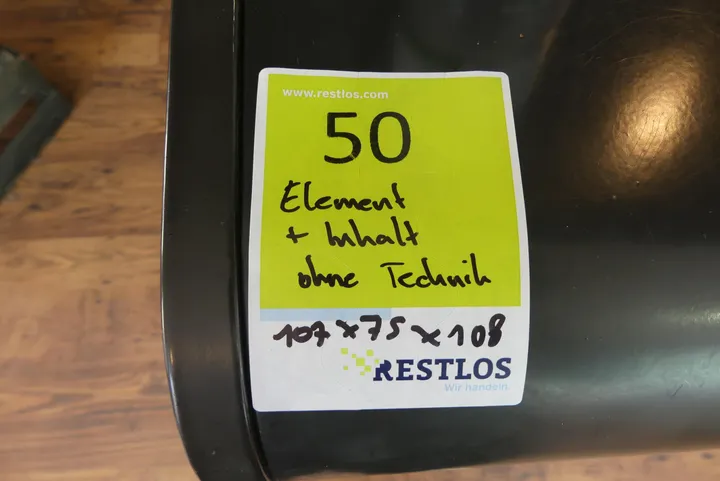 www.restlos.com
50
Element
+ Inhalt
ohne Technik
107 x 75 x 108
RESTLOS
Wir handeln.